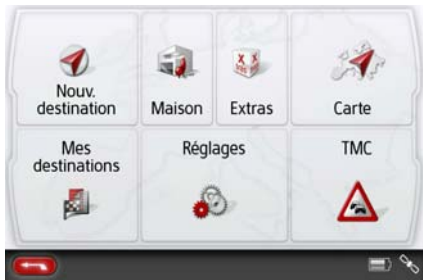 Nouv.
destination
Maison
Extras
Carte
Mes
destinations
Réglages
TMC